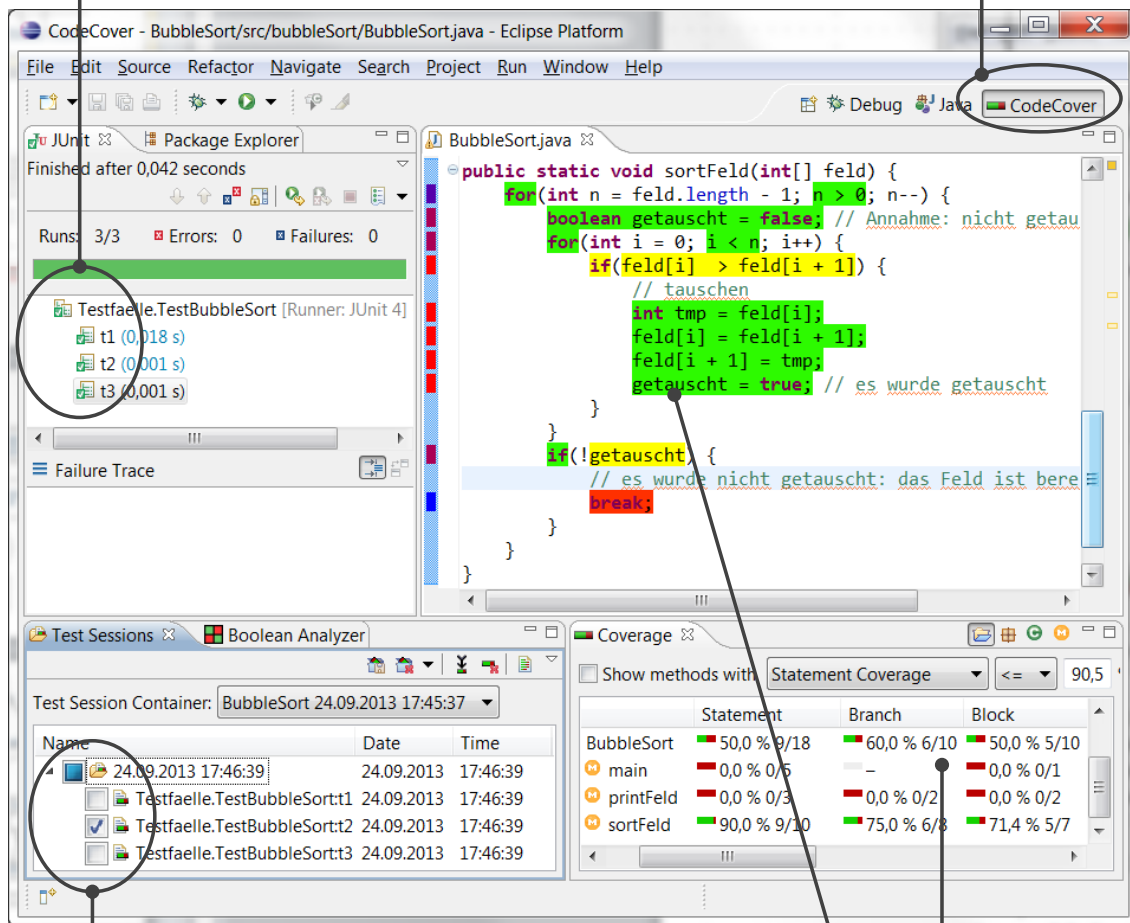 CodeCover - BubbleSort/src/bubbleSort/BubbleSort.java - Eclipse Platform
File Edit Source Refactor Navigate Search Project Run Window Help
Debug Java CodeCover
JUnit Package Explorer
Finished after 0,042 seconds
Runs: 3/3 Errors: 0 Failures: 0
Testfaelle.TestBubbleSort [Runner: JUnit 4]
t1 (0,018 s)
t2 (0,001 s)
t3 (0,001 s)
Failure Trace
BubbleSort.java
public static void sortFeld(int[] feld) {
for(int n = feld.length - 1; n > 0; n--) {
boolean getauscht = false; // Annahme: nicht getau
for(int i = 0; i < n; i++) {
if(feld[i] > feld[i + 1]) {
// tauschen
int tmp = feld[i];
feld[i] = feld[i + 1];
feld[i + 1] = tmp;
getauscht = true; // es wurde getauscht
}
}
if(!getauscht) {
// es wurde nicht getauscht: das Feld ist bere
break;
}
}
}
Test Sessions Boolean Analyzer
Test Session Container: BubbleSort 24.09.2013 17:45:37
Name Date Time
24.09.2013 17:46:39 24.09.2013 17:46:39
Testfaelle.TestBubbleSort:t1 24.09.2013 17:46:39
Testfaelle.TestBubbleSort:t2 24.09.2013 17:46:39
Testfaelle.TestBubbleSort:t3 24.09.2013 17:46:39
Coverage
Show methods with Statement Coverage <= 90,5
Statement Branch Block
BubbleSort 50,0 % 9/18 60,0 % 6/10 50,0 % 5/10
main 0,0 % 0/5 – 0,0 % 0/1
printFeld 0,0 % 0/3 0,0 % 0/2 0,0 % 0/2
sortFeld 90,0 % 9/10 75,0 % 6/8 71,4 % 5/7